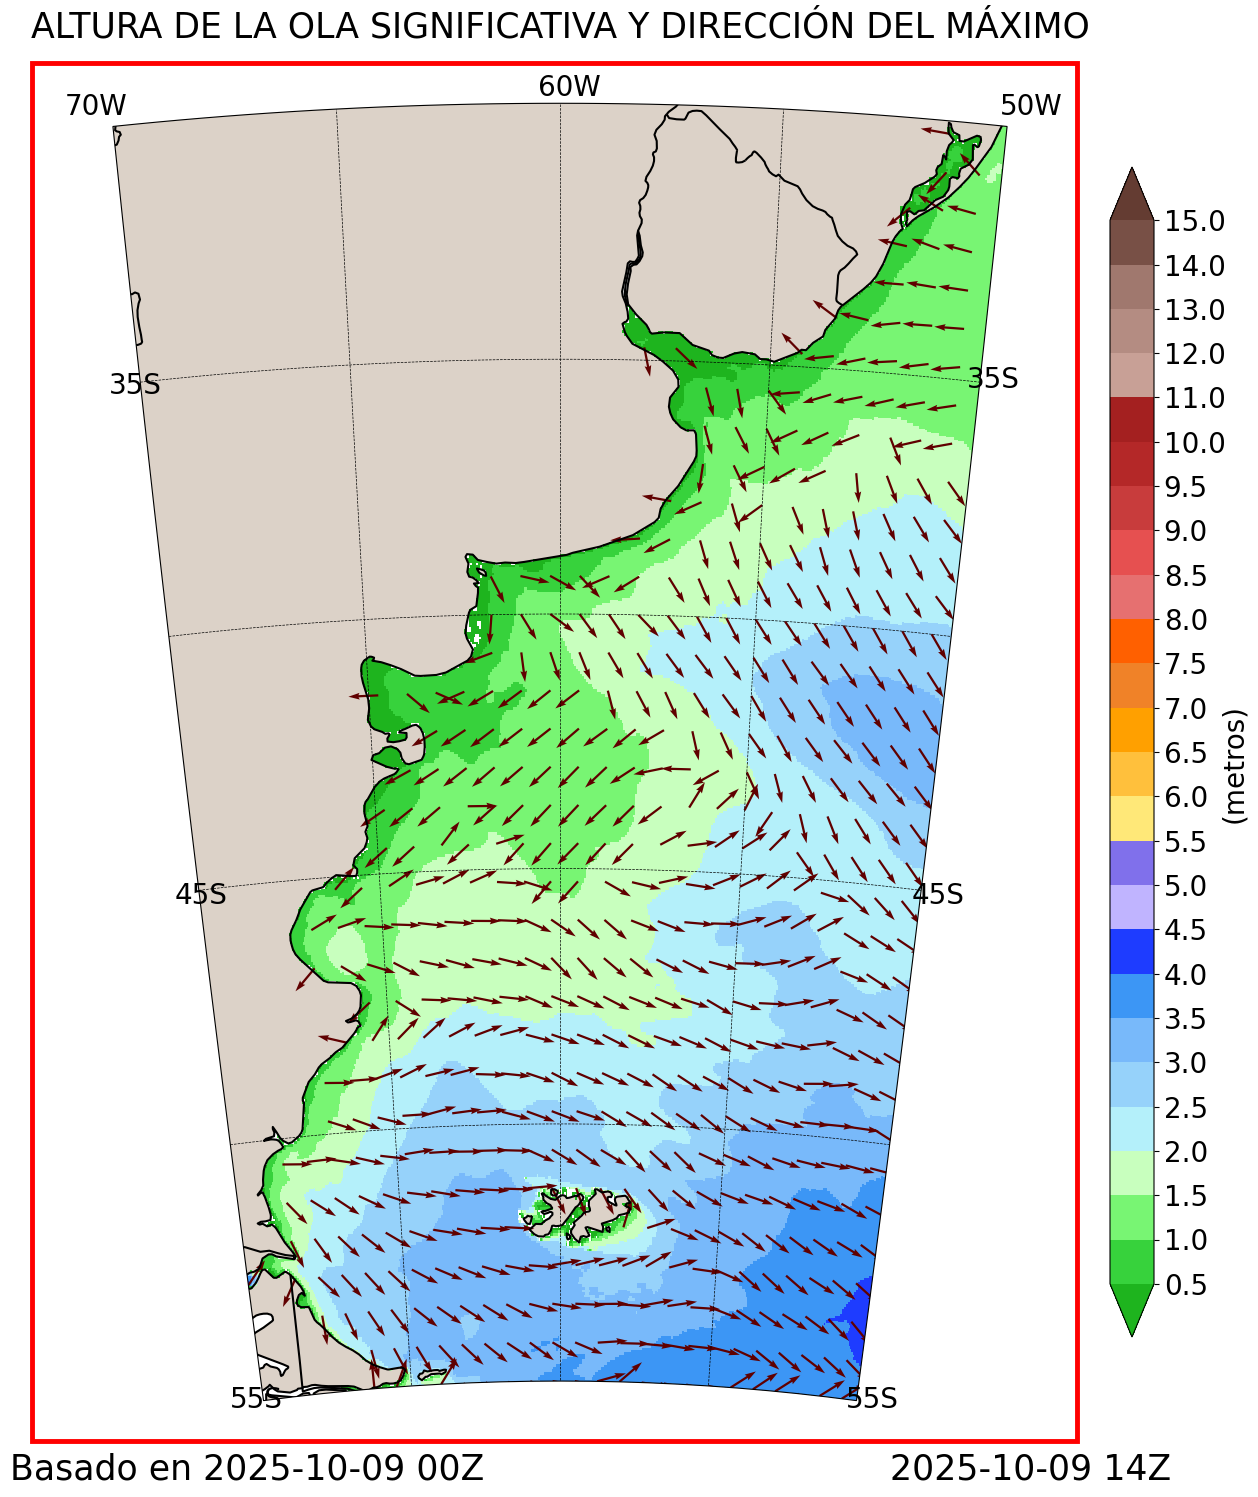 ALTURA DE LA OLA SIGNIFICATIVA Y DIRECCIÓN DEL MÁXIMO
70W
60W
50W
35S
35S
45S
45S
55S
55S
15.0
14.0
13.0
12.0
11.0
10.0
9.5
9.0
8.5
8.0
7.5
7.0
6.5
6.0
5.5
5.0
4.5
4.0
3.5
3.0
2.5
2.0
1.5
1.0
0.5
(metros)
Basado en 2025-10-09 00Z
2025-10-09 14Z